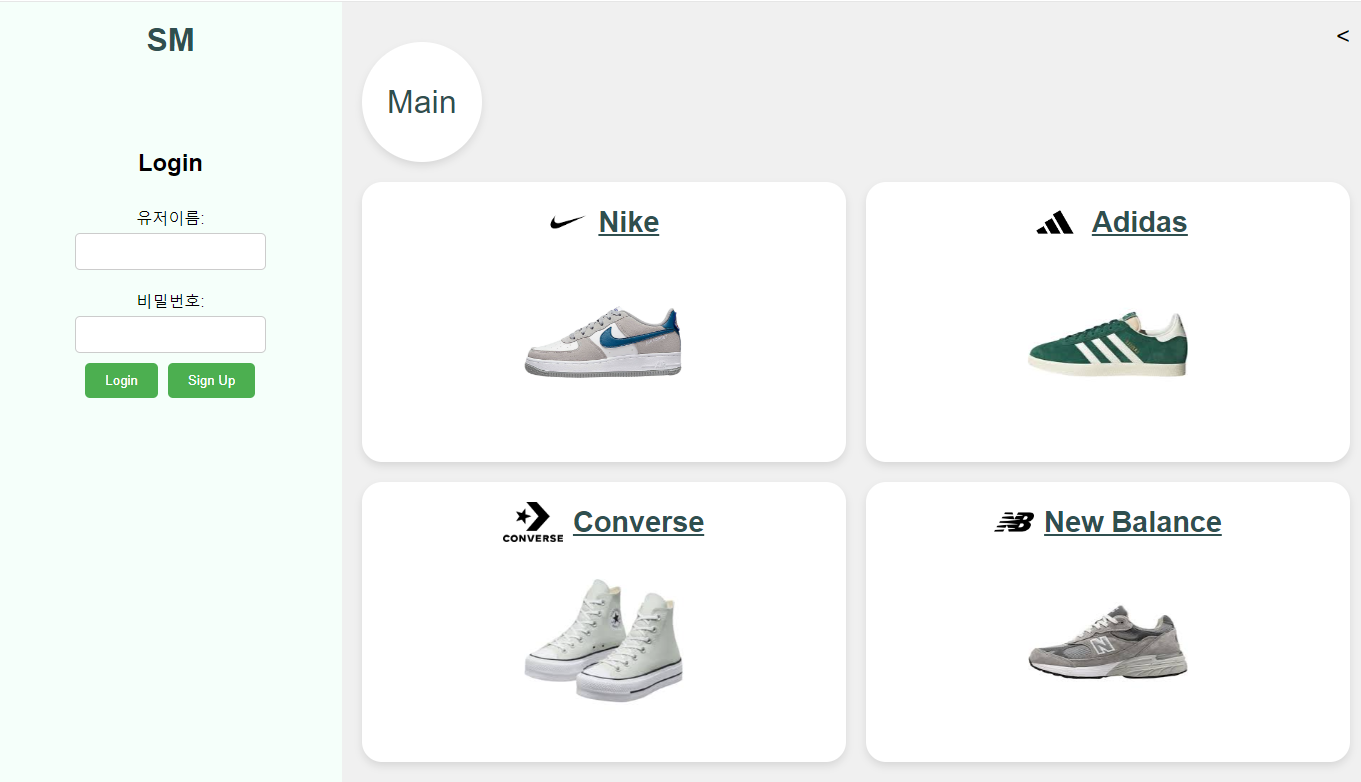 SM
<
Main
Login
유저이름:
비밀번호:
Login Sign Up
Nike
Adidas
CONVERSE Converse
NB New Balance
N